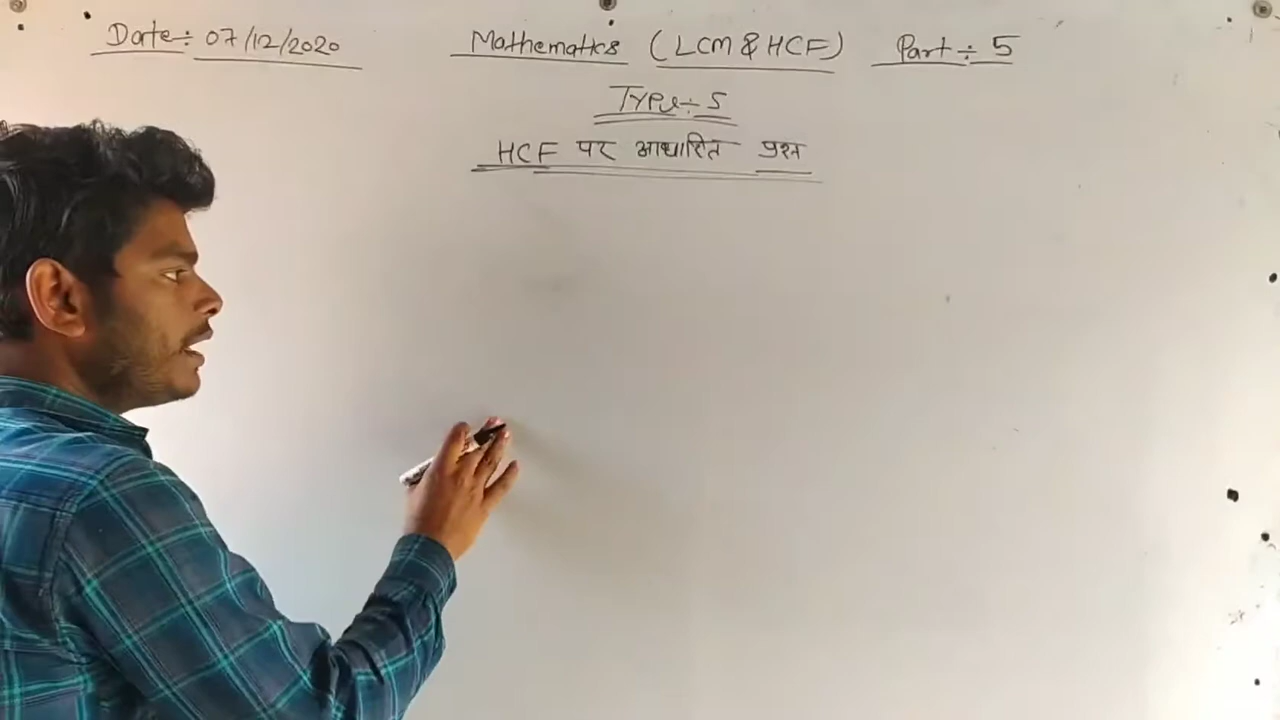 Date÷ 07/12/2020 Mathematics (LCM & HCF) Part ÷ 5
Type÷ 5
HCF पर आधारित प्रश्न